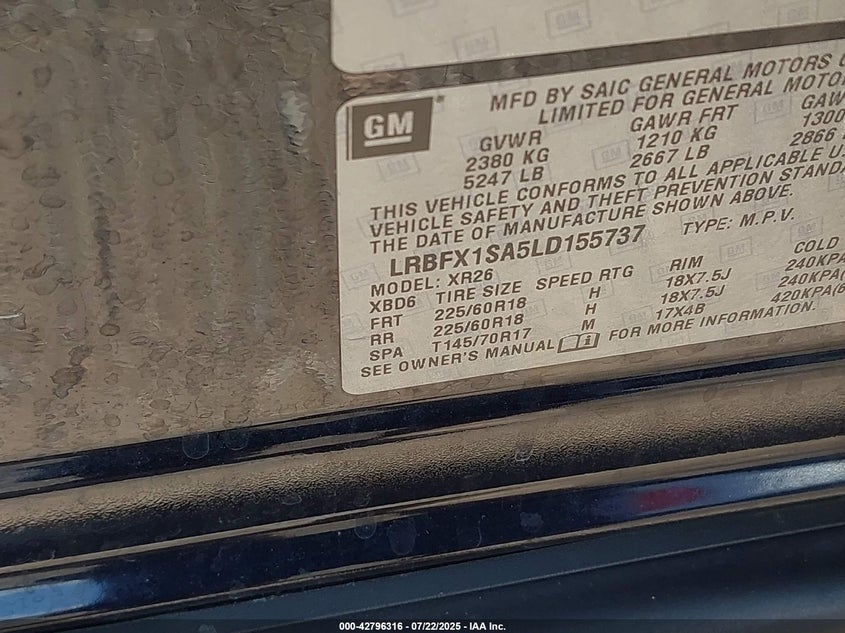 GM
MFD BY SAIC GENERAL MOTORS
LIMITED FOR GENERAL
GVWR GAWR FRT
2380 KG 1210 KG 1300
5247 LB 2667 LB 2866
THIS VEHICLE CONFORMS TO ALL APPLICABLE
VEHICLE SAFETY AND THEFT PREVENTION
THE DATE OF MANUFACTURE SHOWN ABOVE.
LRBFX1SA5LD155737 TYPE: M.P.V.
MODEL: XR26
XBD6 TIRE SIZE SPEED RTG RIM COLD
FRT 225/60R18 H 18X7.5J 240KPA
RR 225/60R18 H 18X7.5J 240KPA
SPA T145/70R17 M 17X4B 420KPA
SEE OWNER'S MANUAL FOR MORE INFORMATION.
000-42796316 - 07/22/2025 - IAA Inc.